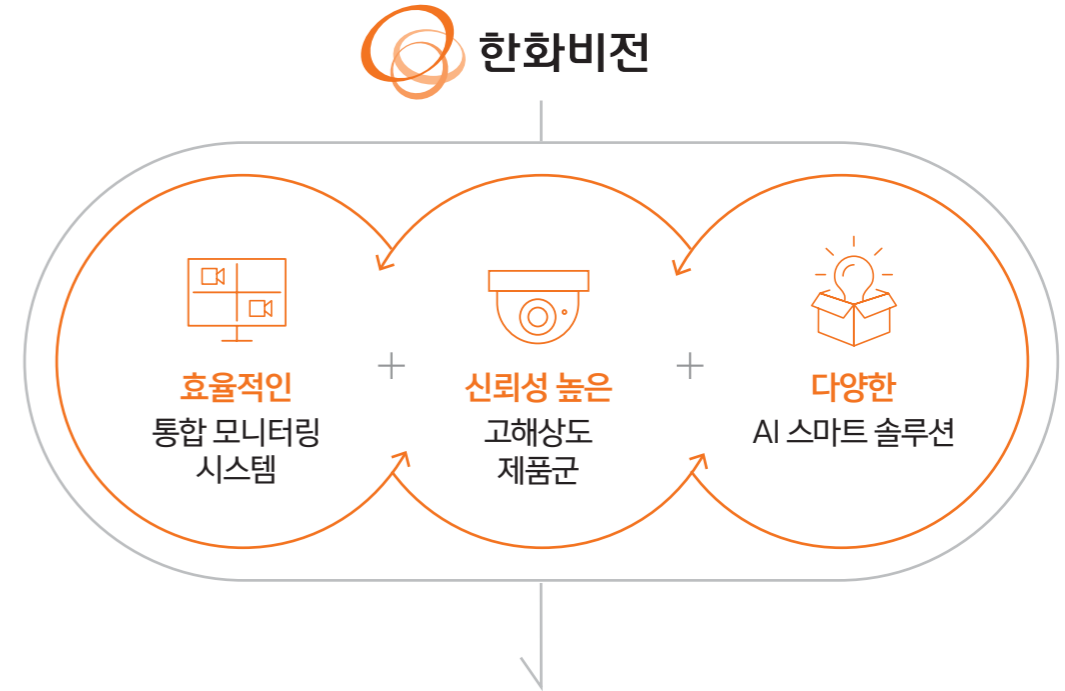 한화비전
효율적인
통합 모니터링
시스템
+
신뢰성 높은
고해상도
제품군
+
다양한
AI 스마트 솔루션